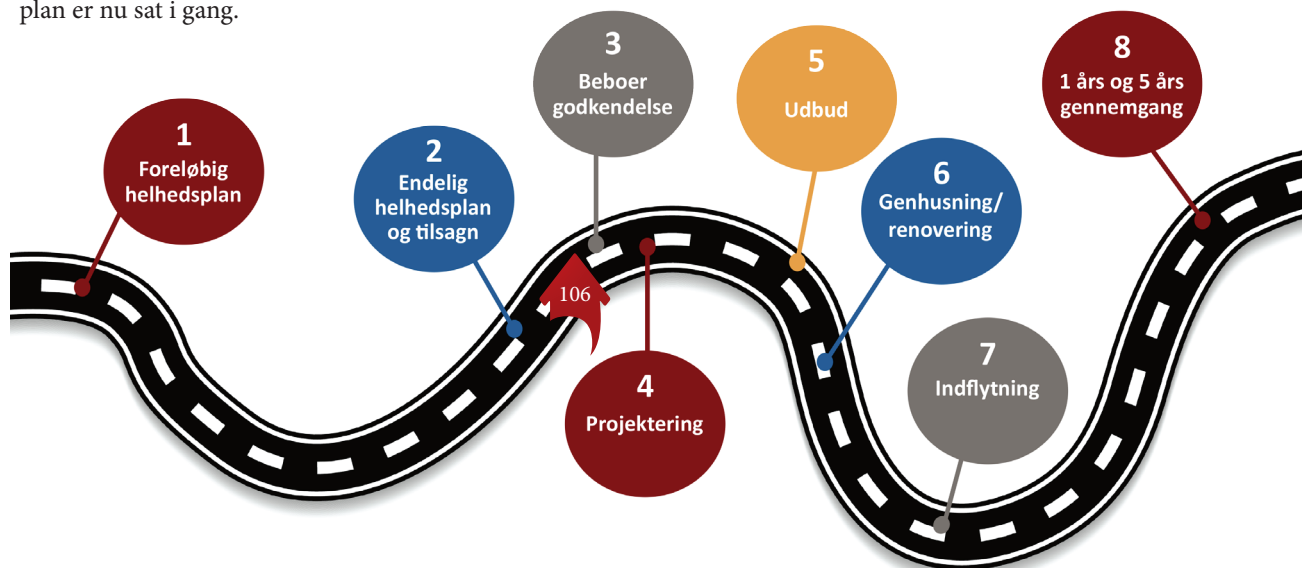 plan er nu sat i gang.
1
Foreløbig
helhedsplan
2
Endelig
helhedsplan
og tilsagn
3
Beboer
godkendelse
106
4
Projektering
5
Udbud
6
Genhusning/
renovering
7
Indflytning
8
1 års og 5 års
gennemgang